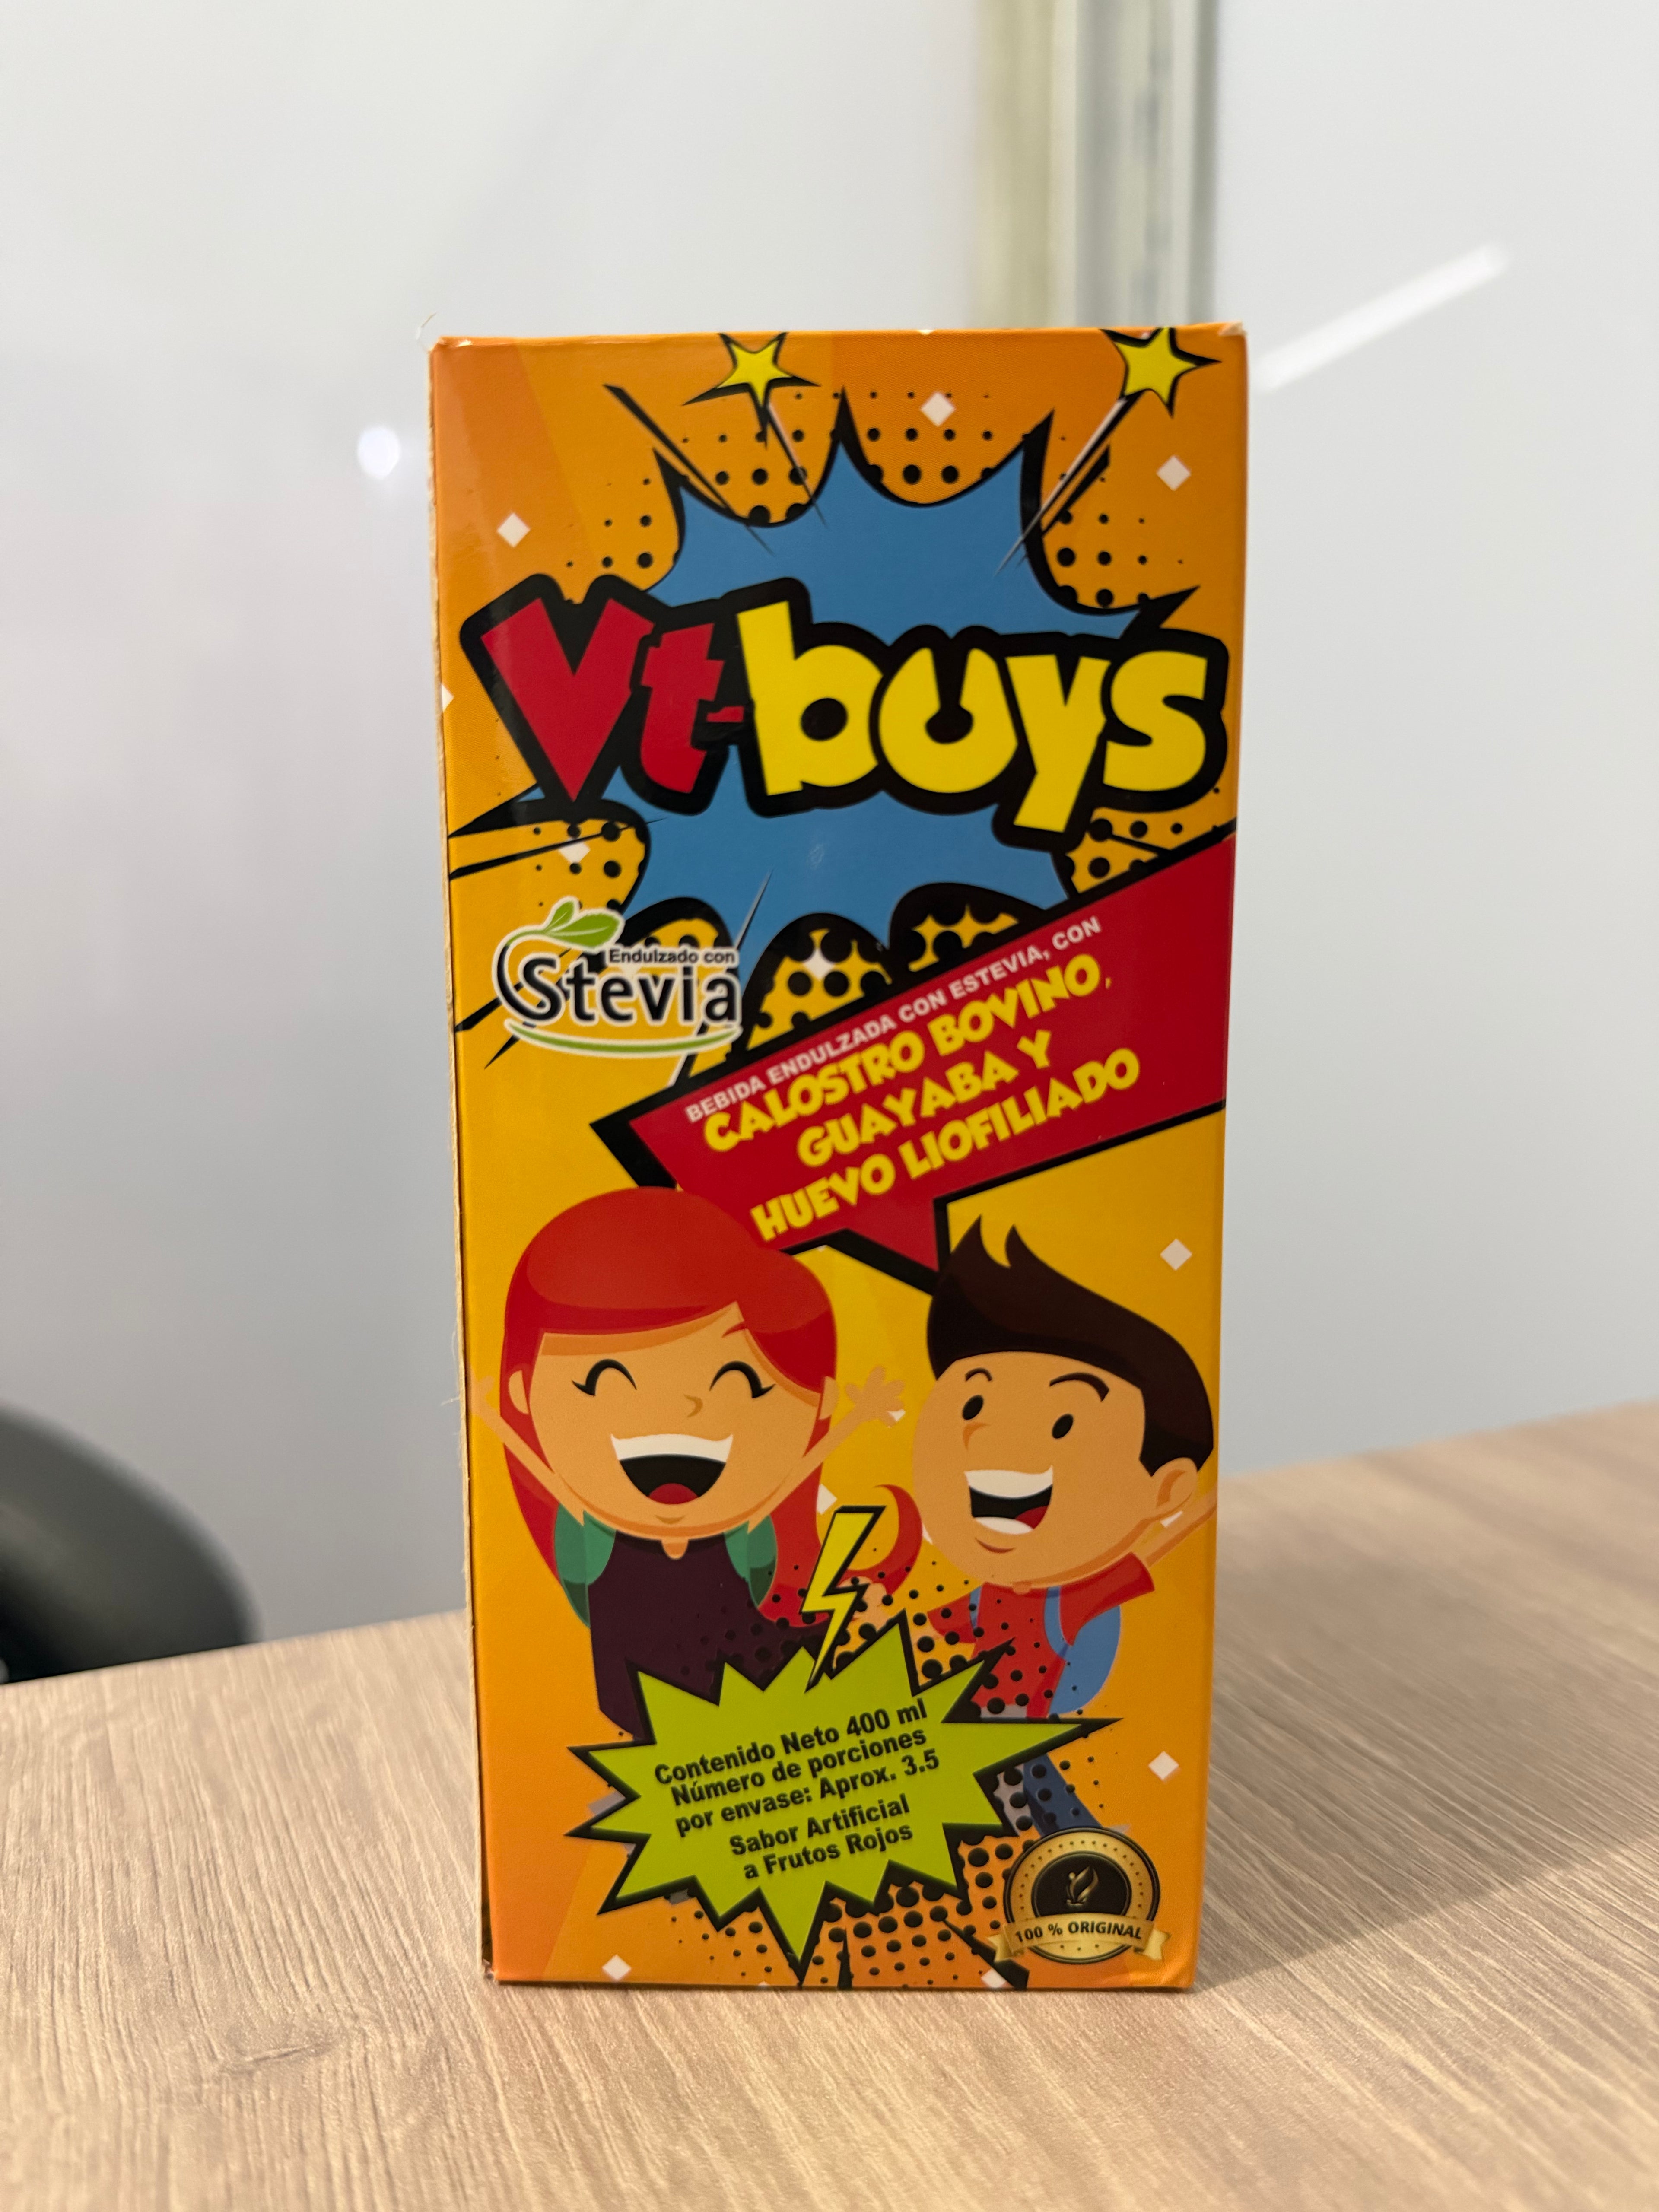 Vt-buys
Endulzado con
Stevia
BEBIDA ENDULZADA CON ESTEVIA, CON
CALOSTRO BOVINO,
GUAYABA Y
HUEVO LIOFILIADO
Contenido Neto 400 ml
Número de porciones
por envase: Aprox. 3.5
Sabor Artificial
a Frutos Rojos
100 % ORIGINAL